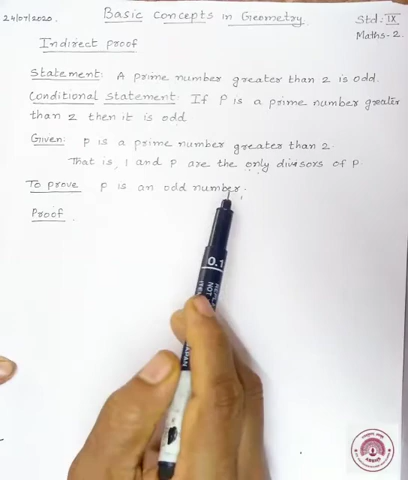 24/07/2020.
Basic Concepts in Geometry.
Std: IX
Maths-2.
Indirect proof
Statement: A prime number greater than 2 is odd.
Conditional Statement: If P is a prime number greater
than 2 then it is odd
Given: P is a prime number greater than 2.
That is, 1 and P are the only divisors of P.
To prove P is an odd number.
Proof.
0.1